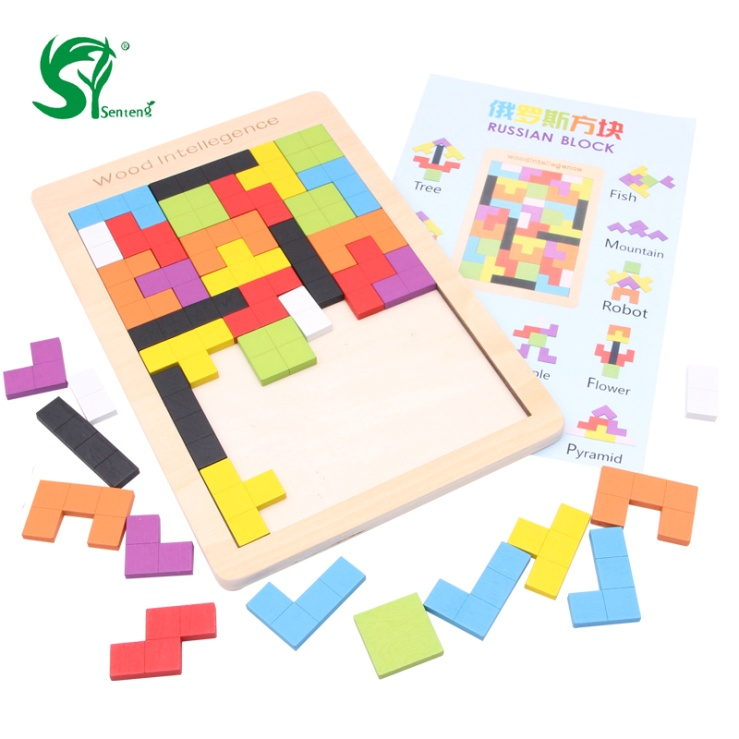 ®
Senteng
Wood Intellegence
俄罗斯方块
RUSSIAN BLOCK
Tree
Fish
Mountain
Robot
Flower
Pyramid